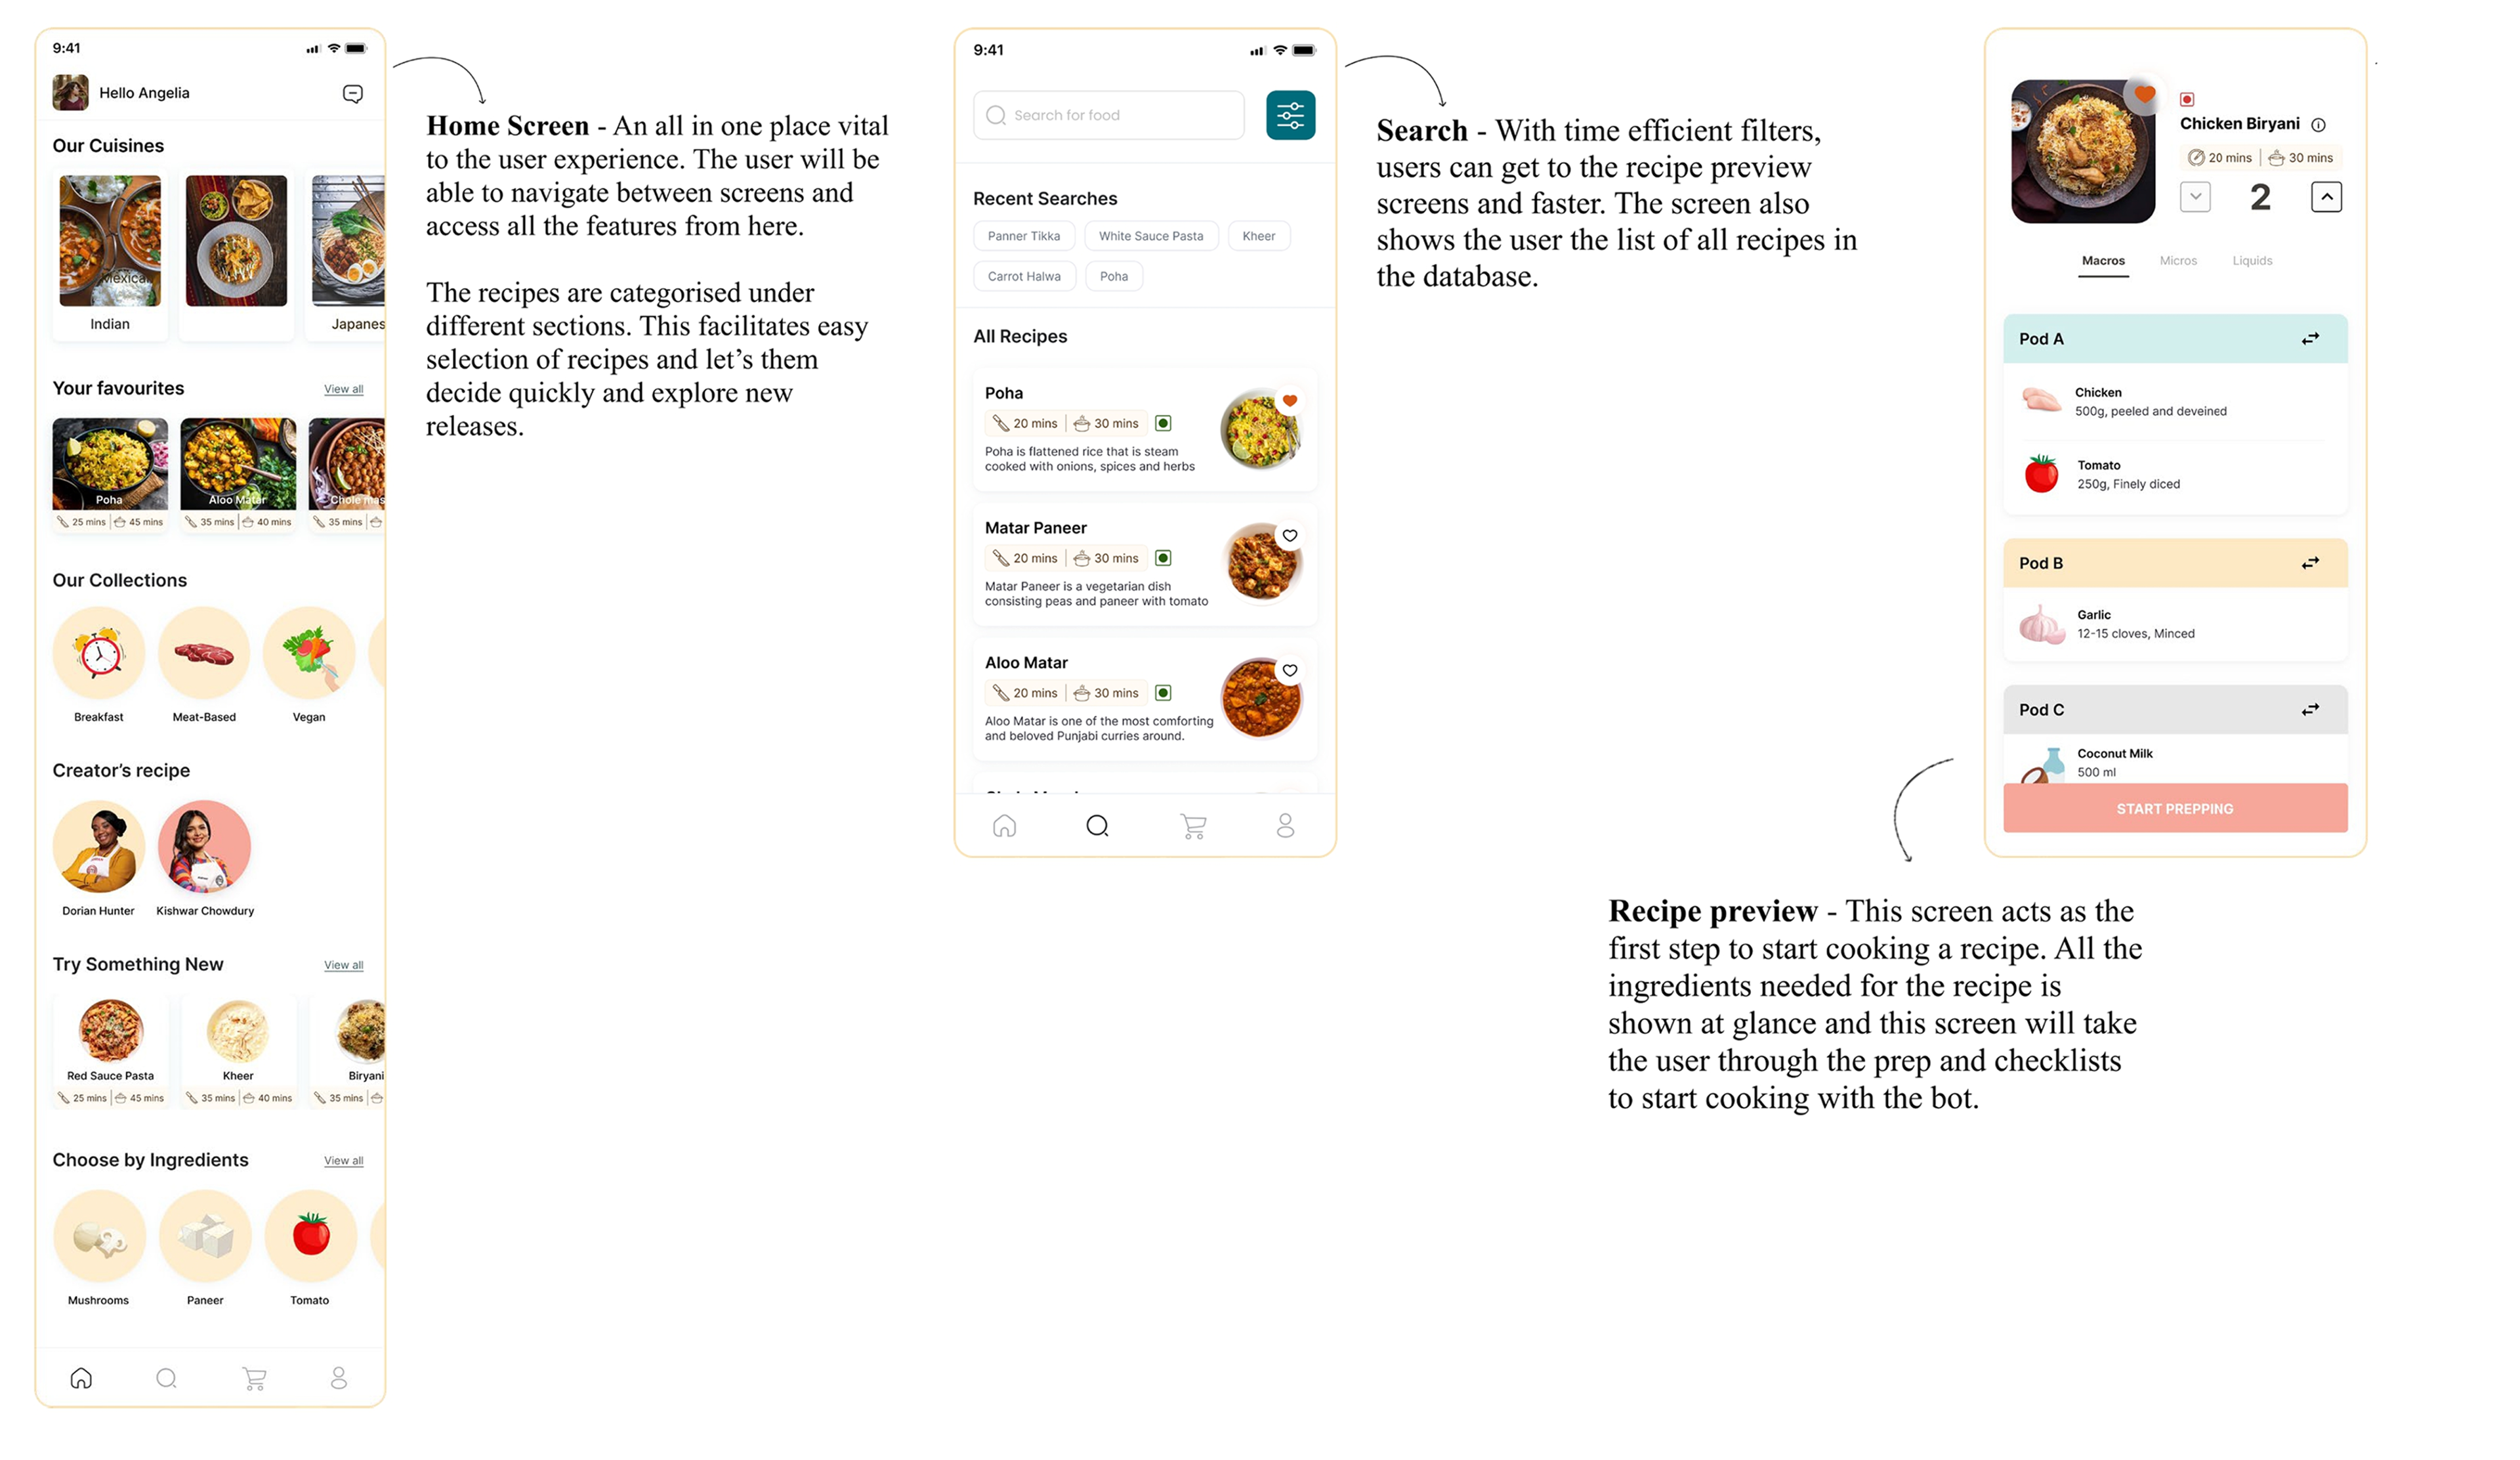 9:41
Hello Angelia
Our Cuisines
Mexican
Indian
Japanes
Your favourites
View all
Poha
Aloo Matar
Chole mas
25 mins
45 mins
35 mins
40 mins
35 mins
Our Collections
Breakfast
Meat-Based
Vegan
Creator's recipe
Dorian Hunter
Kishwar Chowdury
Try Something New
View all
Red Sauce Pasta
Kheer
Biryani
25 mins
45 mins
35 mins
40 mins
35 mins
Choose by Ingredients
View all
Mushrooms
Paneer
Tomato
Home Screen - An all in one place vital
to the user experience. The user will be
able to navigate between screens and
access all the features from here.
The recipes are categorised under
different sections. This facilitates easy
selection of recipes and let's them
decide quickly and explore new
releases.
9:41
Search for food
Recent Searches
Panner Tikka
White Sauce Pasta
Kheer
Carrot Halwa
Poha
All Recipes
Poha
20 mins
30 mins
Poha is flattened rice that is steam
cooked with onions, spices and herbs
Matar Paneer
20 mins
30 mins
Matar Paneer is a vegetarian dish
consisting peas and paneer with tomato
Aloo Matar
20 mins
30 mins
Aloo Matar is one of the most comforting
and beloved Punjabi curries around.
Search - With time efficient filters,
users can get to the recipe preview
screens and faster. The screen also
shows the user the list of all recipes in
the database.
Chicken Biryani
20 mins
30 mins
2
Macros
Micros
Liquids
Pod A
Chicken
500g, peeled and deveined
Tomato
250g, Finely diced
Pod B
Garlic
12-15 cloves, Minced
Pod C
Coconut Milk
500 ml
START PREPPING
Recipe preview - This screen acts as the
first step to start cooking a recipe. All the
ingredients needed for the recipe is
shown at glance and this screen will take
the user through the prep and checklists
to start cooking with the bot.